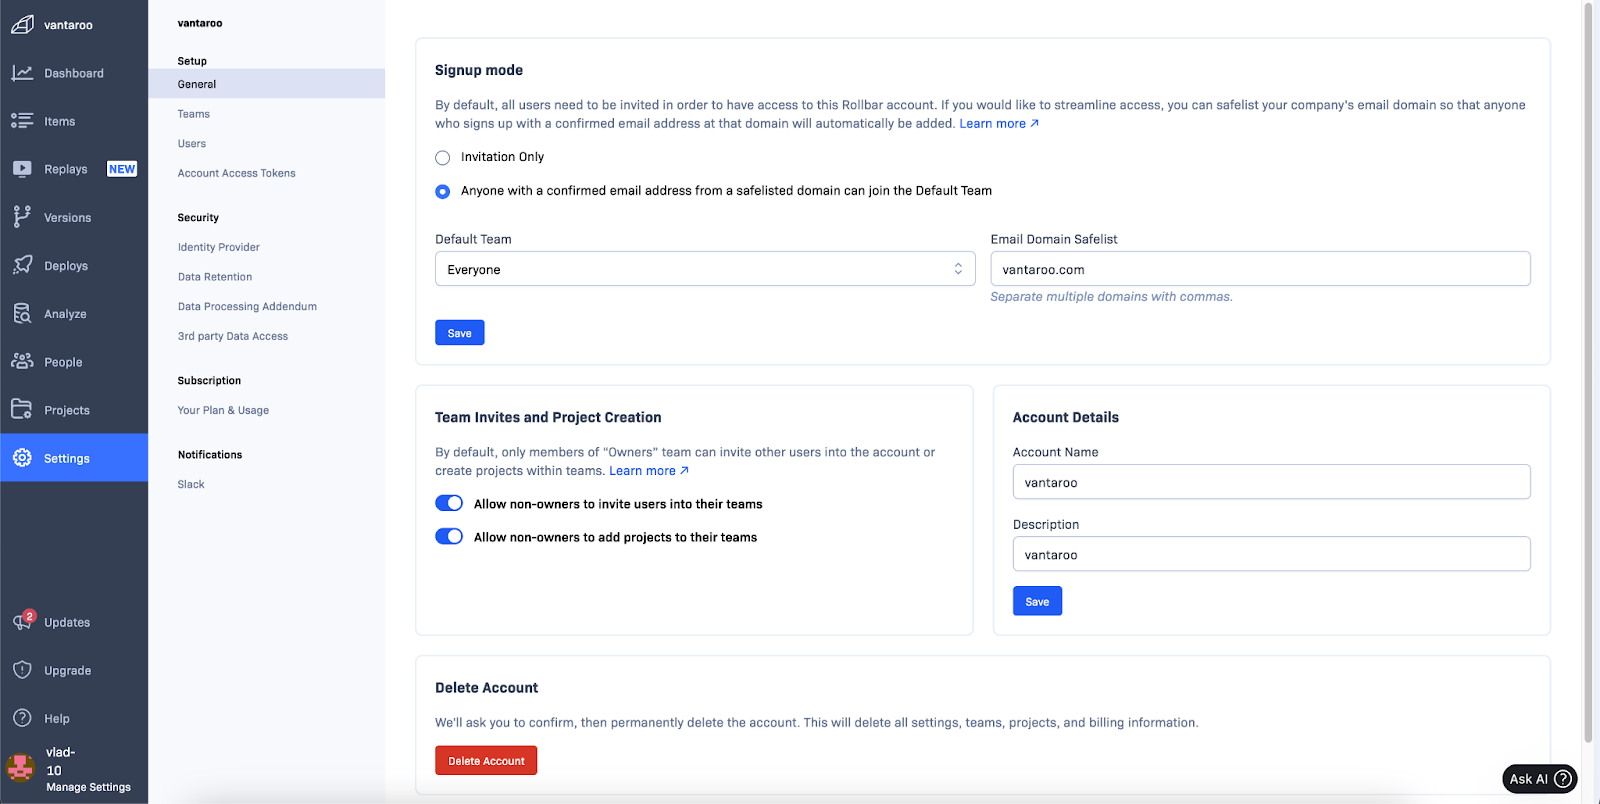 vantaroo
Dashboard
Items
Replays NEW
Versions
Deploys
Analyze
People
Projects
Settings
2
Updates
Upgrade
Help
vlad-
10
Manage Settings
vantaroo
Setup
General
Teams
Users
Account Access Tokens
Security
Identity Provider
Data Retention
Data Processing Addendum
3rd party Data Access
Subscription
Your Plan & Usage
Notifications
Slack
Signup mode
By default, all users need to be invited in order to have access to this Rollbar account. If you would like to streamline access, you can safelist your company's email domain so that anyone
who signs up with a confirmed email address at that domain will automatically be added. Learn more ↗
Invitation Only
Anyone with a confirmed email address from a safelisted domain can join the Default Team
Default Team
Everyone
Email Domain Safelist
vantaroo.com
Separate multiple domains with commas.
Save
Team Invites and Project Creation
By default, only members of "Owners" team can invite other users into the account or
create projects within teams. Learn more ↗
Allow non-owners to invite users into their teams
Allow non-owners to add projects to their teams
Account Details
Account Name
vantaroo
Description
vantaroo
Save
Delete Account
We'll ask you to confirm, then permanently delete the account. This will delete all settings, teams, projects, and billing information.
Delete Account
Ask AI ?